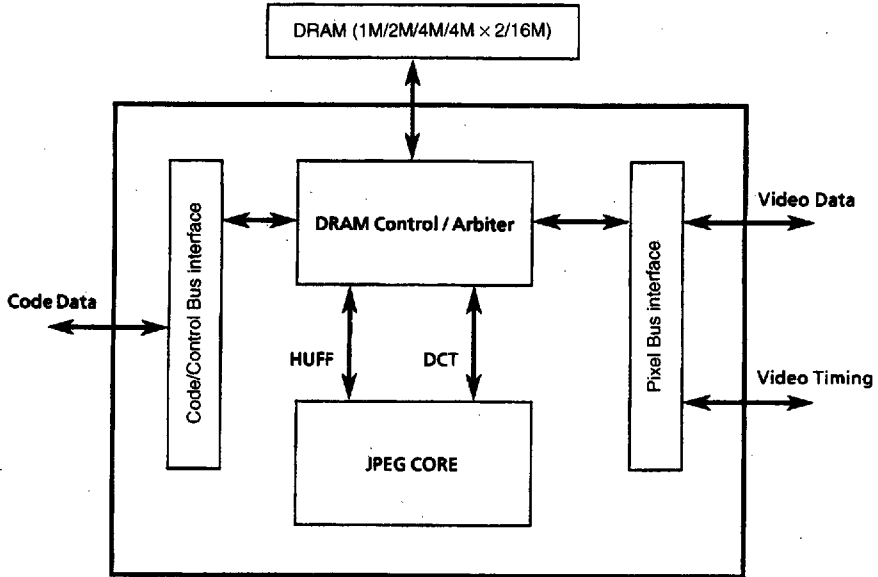 DRAM (1M/2M/4M/4M × 2/16M)
DRAM Control / Arbiter
Code/Control Bus interface
Pixel Bus interface
Video Data
Code Data
HUFF
DCT
Video Timing
JPEG CORE